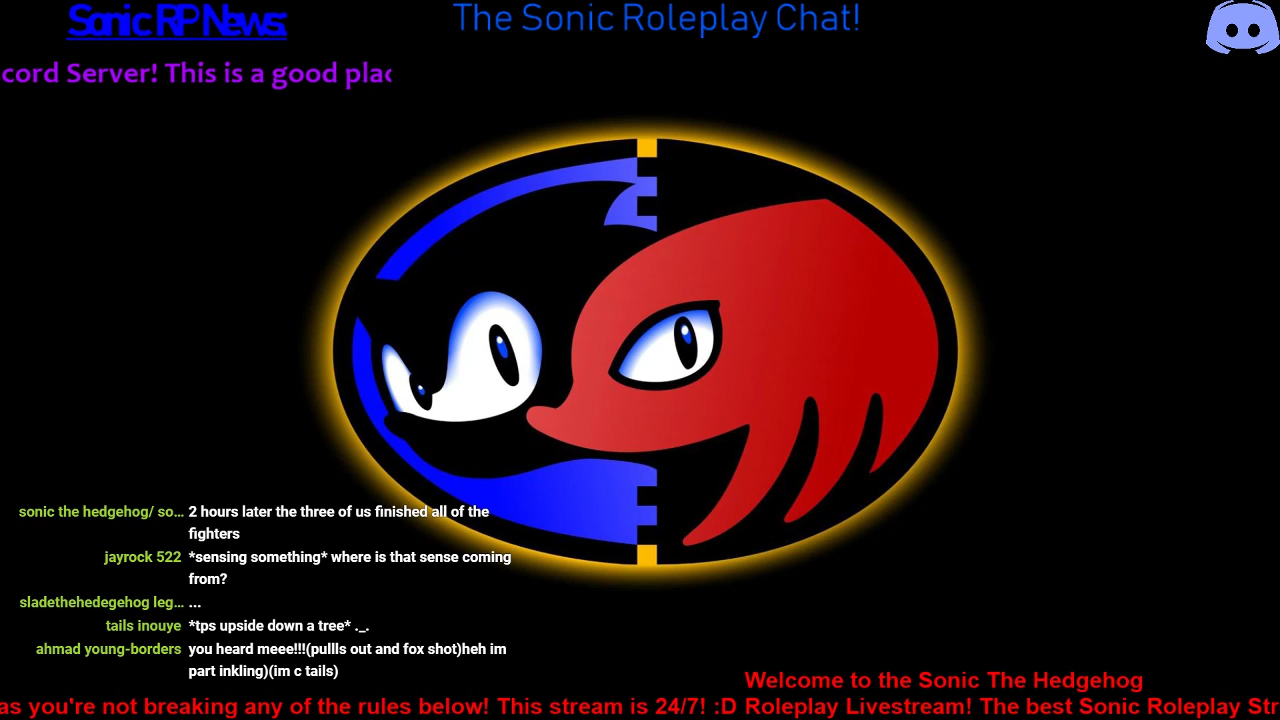 Sonic RP News:
The Sonic Roleplay Chat!
cord Server! This is a good plac
sonic the hedgehog/ so... 2 hours later the three of us finished all of the
fighters
jayrock 522 *sensing something* where is that sense coming
from?
sladethehedegehog leg... ...
tails inouye *tps upside down a tree* ._.
ahmad young-borders you heard meee!!!(pullls out and fox shot)heh im
part inkling)(im c tails)
Welcome to the Sonic The Hedgehog
as you're not breaking any of the rules below! This stream is 24/7! :D Roleplay Livestream! The best Sonic Roleplay Str